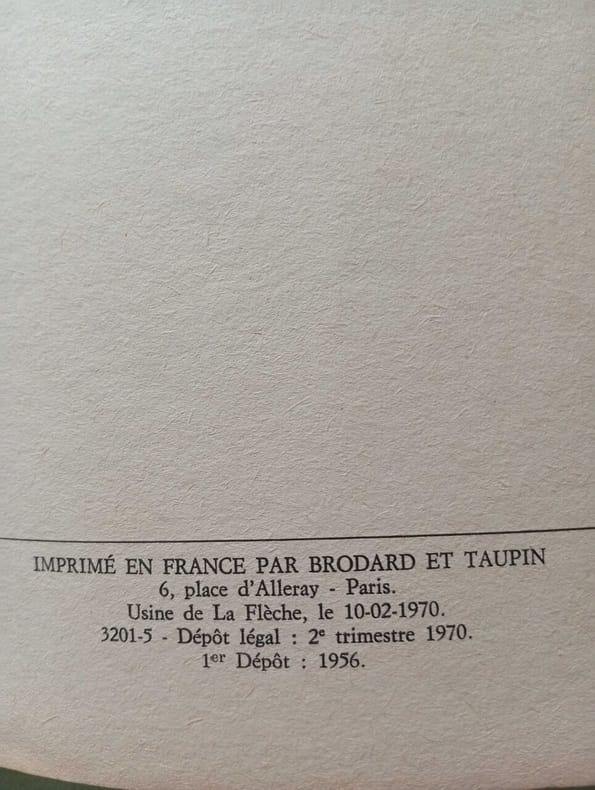 IMPRIMÉ EN FRANCE PAR BRODARD ET TAUPIN
6, place d'Alleray - Paris.
Usine de La Flèche, le 10-02-1970.
3201-5 - Dépôt légal : 2e trimestre 1970.
1er Dépôt : 1956.